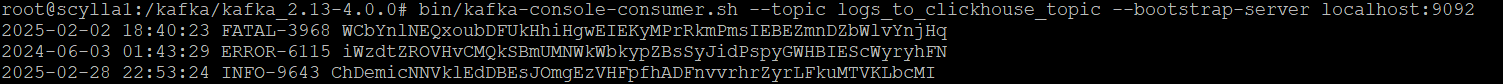 root@scylla1:/kafka/kafka_2.13-4.0.0# bin/kafka-console-consumer.sh --topic logs_to_clickhouse_topic --bootstrap-server localhost:9092
2025-02-02 18:40:23 FATAL-3968 WCbYnlNEQxoubDFUkHhiHgwEIEKyMPrRkmPmsIEBEZmnDZbWlvYnjHq
2024-06-03 01:43:29 ERROR-6115 iWzdtZROVHvCMQkSBmUMNWkWbkypZBsSyJidPspyGWHBIEScWyryhFN
2025-02-28 22:53:24 INFO-9643 ChDemicNNVklEdDBEsJOmgEzVHFpfhADFnvvrhrZyrLFkuMTVKLbcMI